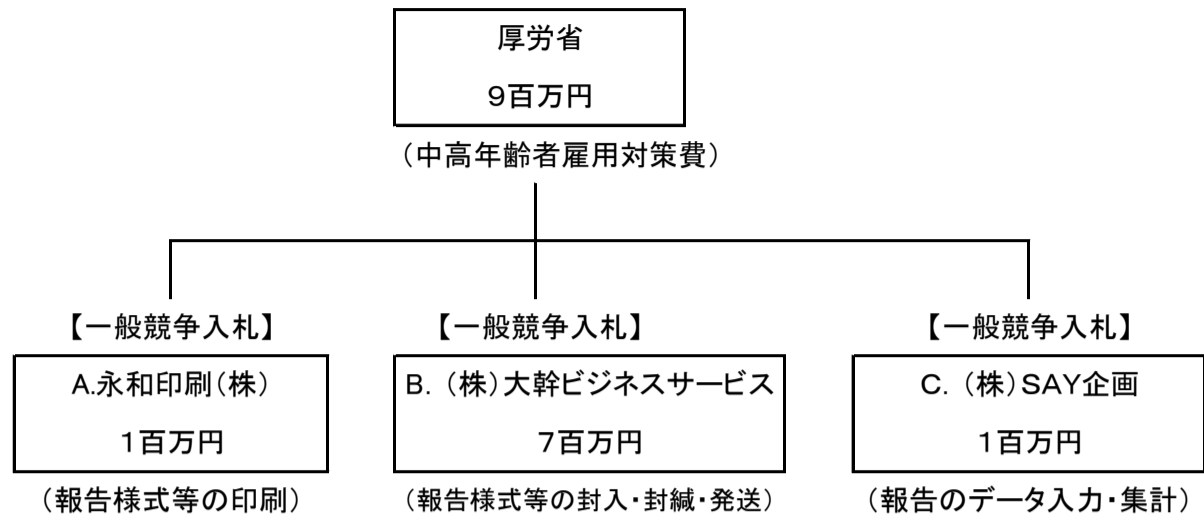 厚労省
9百万円
（中高年齢者雇用対策費）
【一般競争入札】
【一般競争入札】
【一般競争入札】
A.永和印刷（株）
B.（株）大幹ビジネスサービス
C.（株）SAY企画
1百万円
7百万円
1百万円
（報告様式等の印刷）
（報告様式等の封入・封緘・発送）
（報告のデータ入力・集計）